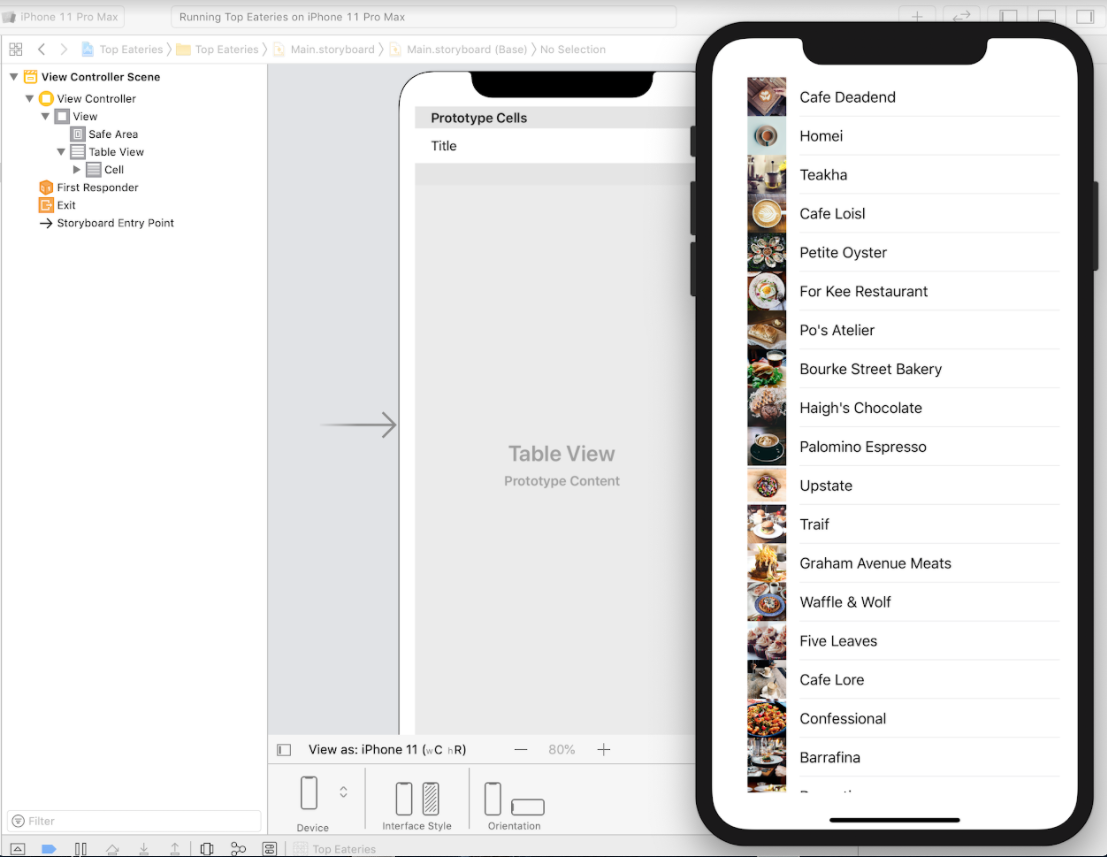 iPhone 11 Pro Max
Running Top Eateries on iPhone 11 Pro Max
Top Eateries
Top Eateries
Main.storyboard
Main.storyboard (Base)
No Selection
View Controller Scene
View Controller
View
Safe Area
Table View
Cell
First Responder
Exit
Storyboard Entry Point
Filter
Prototype Cells
Title
Table View
Prototype Content
View as: iPhone 11 (wC hR)
80%
Device
Interface Style
Orientation
Top Eateries
Cafe Deadend
Homei
Teakha
Cafe Loisl
Petite Oyster
For Kee Restaurant
Po's Atelier
Bourke Street Bakery
Haigh's Chocolate
Palomino Espresso
Upstate
Traif
Graham Avenue Meats
Waffle & Wolf
Five Leaves
Cafe Lore
Confessional
Barrafina